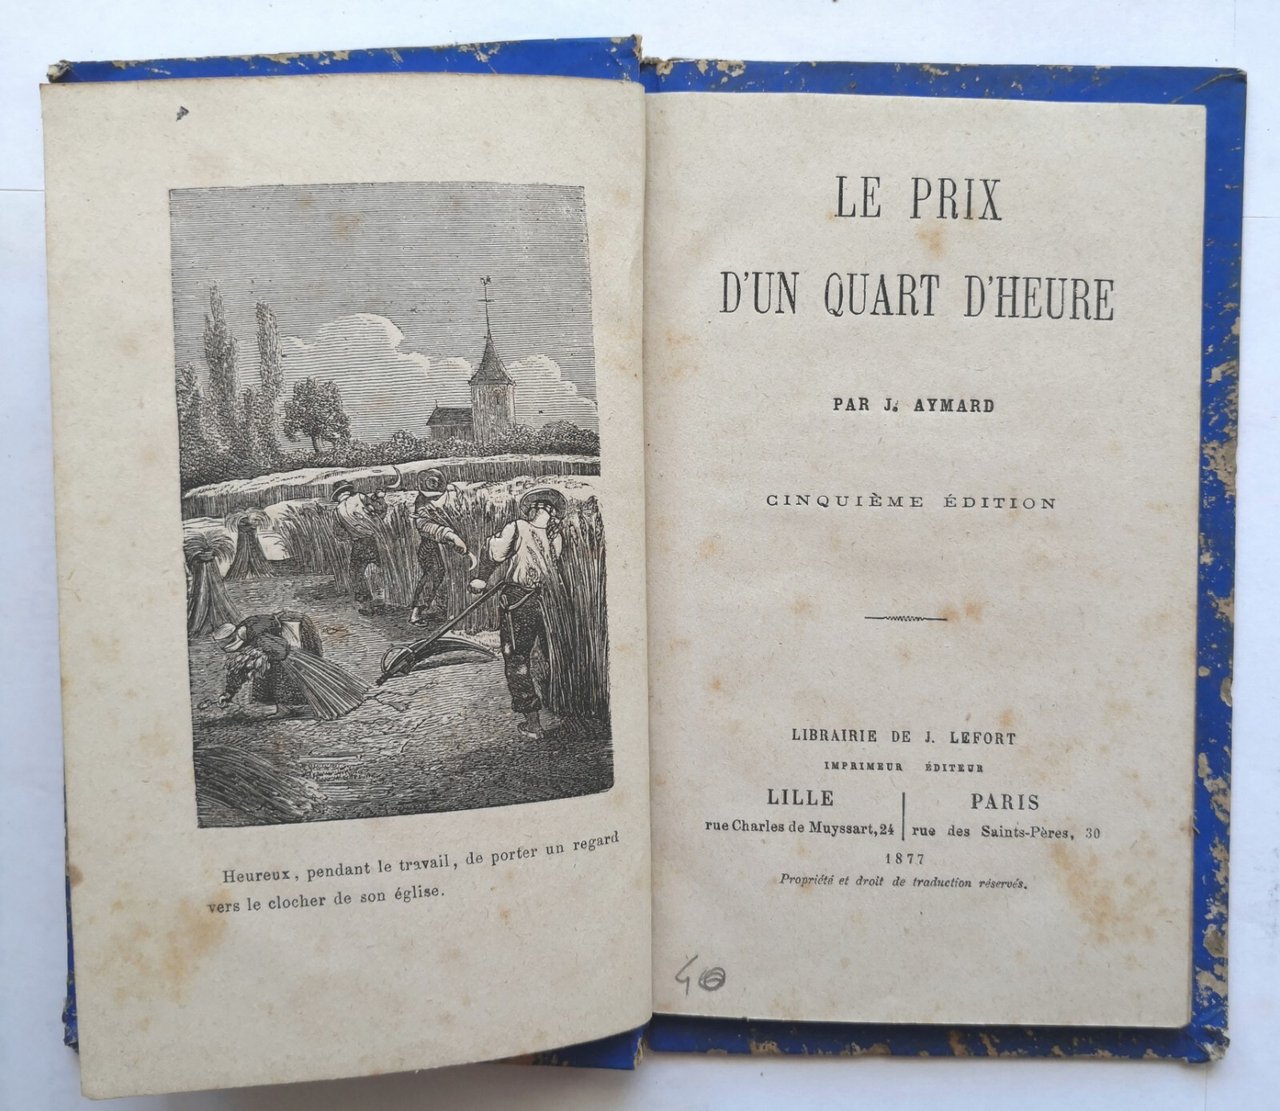 Heureux, pendant le travail, de porter un regard
vers le clocher de son église.
LE PRIX
D'UN QUART D'HEURE
PAR J. AYMARD
CINQUIÈME ÉDITION
LIBRAIRIE DE J. LEFORT
IMPRIMEUR ÉDITEUR
LILLE
rue Charles de Muyssart, 24
PARIS
rue des Saints-Pères, 30
1877
Propriété et droit de traduction réservés.
40